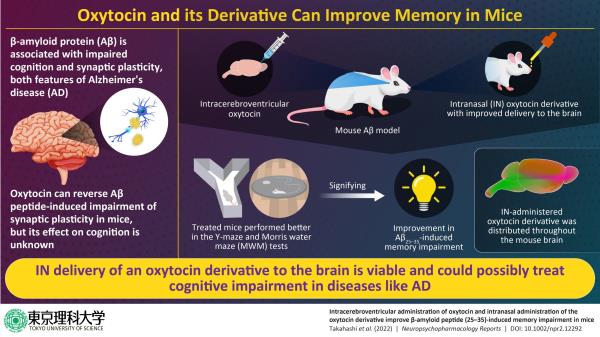 Oxytocin and its Derivative Can Improve Memory in Mice
β-amyloid protein (Aβ) is
associated with impaired
cognition and synaptic plasticity,
both features of Alzheimer's
disease (AD)
Oxytocin can reverse Aβ
peptide-induced impairment of
synaptic plasticity in mice,
but its effect on cognition is
unknown
Intracerebroventricular
oxytocin
Mouse Aβ model
Intranasal (IN) oxytocin derivative
with improved delivery to the brain
Treated mice performed better
in the Y-maze and Morris water
maze (MWM) tests
Signifying
Improvement in
Aβ25–35-induced
memory impairment
IN-administered
oxytocin derivative was
distributed throughout
the mouse brain
IN delivery of an oxytocin derivative to the brain is viable and could possibly treat
cognitive impairment in diseases like AD
東京理科大学
TOKYO UNIVERSITY OF SCIENCE
Intracerebroventricular administration of oxytocin and intranasal administration of the
oxytocin derivative improve β-amyloid peptide (25–35)-induced memory impairment in mice
Takahashi et al. (2022) | Neuropsychopharmacology Reports | DOI: 10.1002/npr2.12292